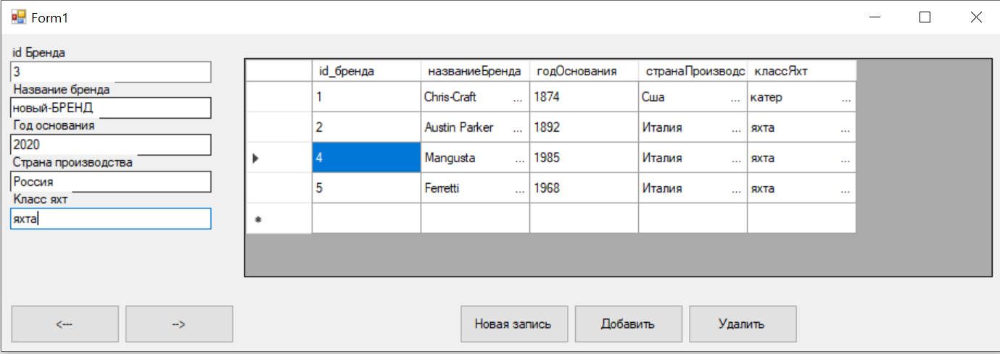 Form1
id Бренда
3
Название бренда
новый-БРЕНД
Год основания
2020
Страна производства
Россия
Класс яхт
яхта
id_бренда названиеБренда годОснования странаПроизводс классЯхт
1 Chris-Craft ... 1874 Сша ... катер ...
2 Austin Parker ... 1892 Италия ... яхта ...
4 Mangusta ... 1985 Италия ... яхта ...
5 Ferretti ... 1968 Италия ... яхта ...
<--- --> Новая запись Добавить Удалить